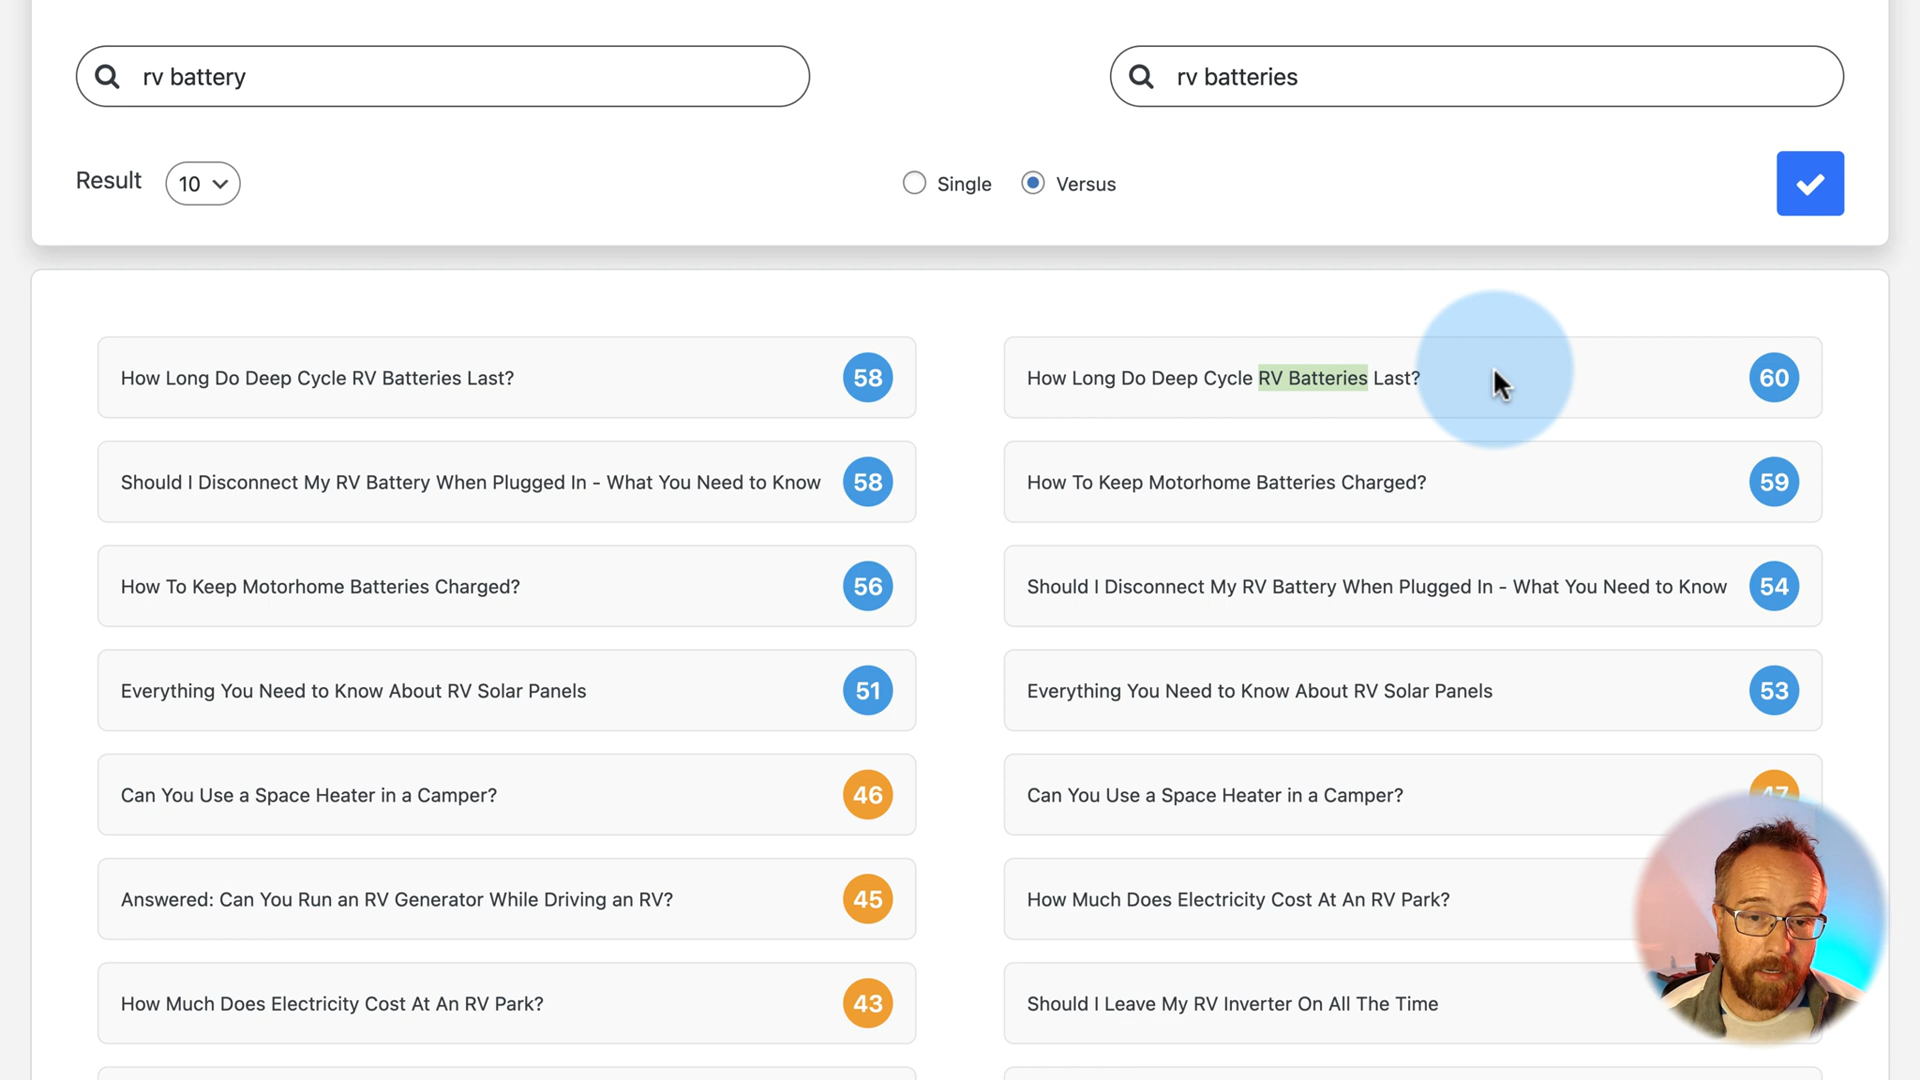 rv battery
rv batteries
Result
10
Single
Versus
How Long Do Deep Cycle RV Batteries Last?
58
How Long Do Deep Cycle RV Batteries Last?
60
Should I Disconnect My RV Battery When Plugged In - What You Need to Know
58
How To Keep Motorhome Batteries Charged?
59
How To Keep Motorhome Batteries Charged?
56
Should I Disconnect My RV Battery When Plugged In - What You Need to Know
54
Everything You Need to Know About RV Solar Panels
51
Everything You Need to Know About RV Solar Panels
53
Can You Use a Space Heater in a Camper?
46
Can You Use a Space Heater in a Camper?
47
Answered: Can You Run an RV Generator While Driving an RV?
45
How Much Does Electricity Cost At An RV Park?
How Much Does Electricity Cost At An RV Park?
43
Should I Leave My RV Inverter On All The Time